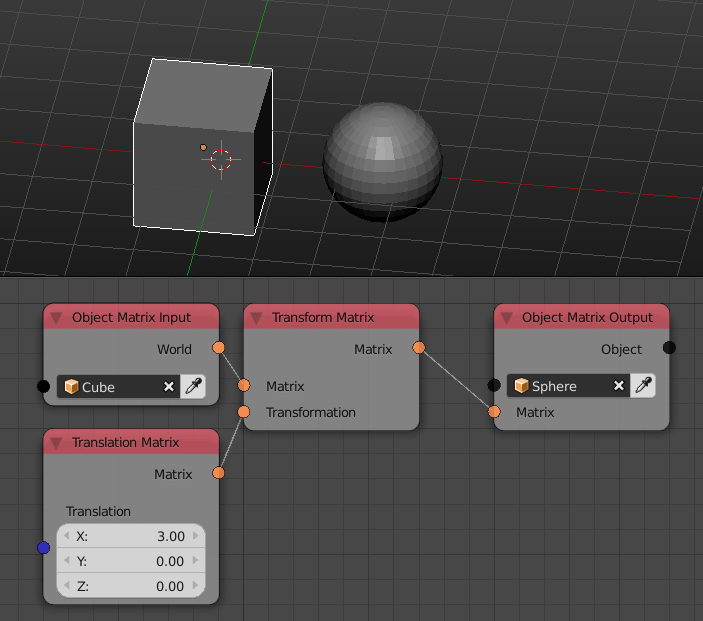 Object Matrix Input
World
Cube
Translation Matrix
Matrix
Translation
X: 3.00
Y: 0.00
Z: 0.00
Transform Matrix
Matrix
Matrix
Transformation
Object Matrix Output
Object
Sphere
Matrix